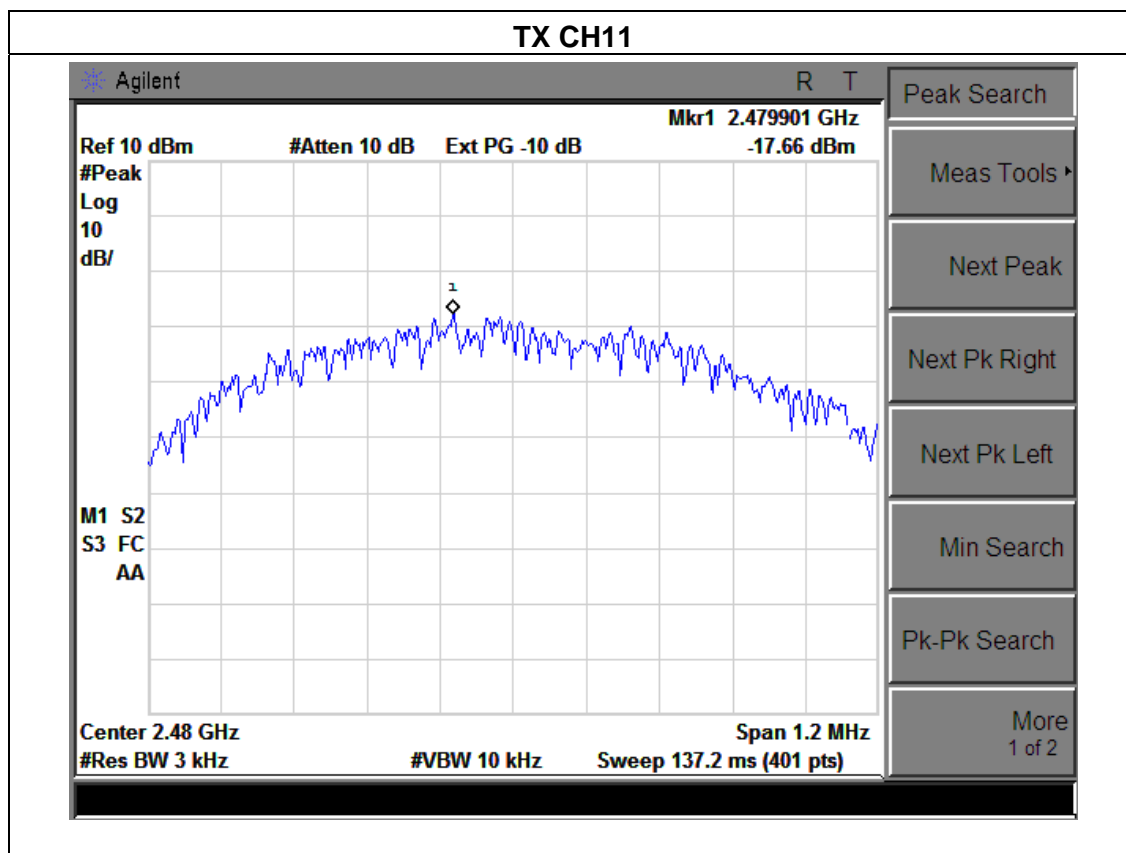 TX CH11
Agilent R T
Peak Search
Mkr1 2.479901 GHz
Ref 10 dBm #Atten 10 dB Ext PG -10 dB -17.66 dBm
#Peak
Log
10
dB/
1
Meas Tools
Next Peak
Next Pk Right
Next Pk Left
M1 S2
S3 FC
AA
Min Search
Pk-Pk Search
More
1 of 2
Center 2.48 GHz Span 1.2 MHz
#Res BW 3 kHz #VBW 10 kHz Sweep 137.2 ms (401 pts)